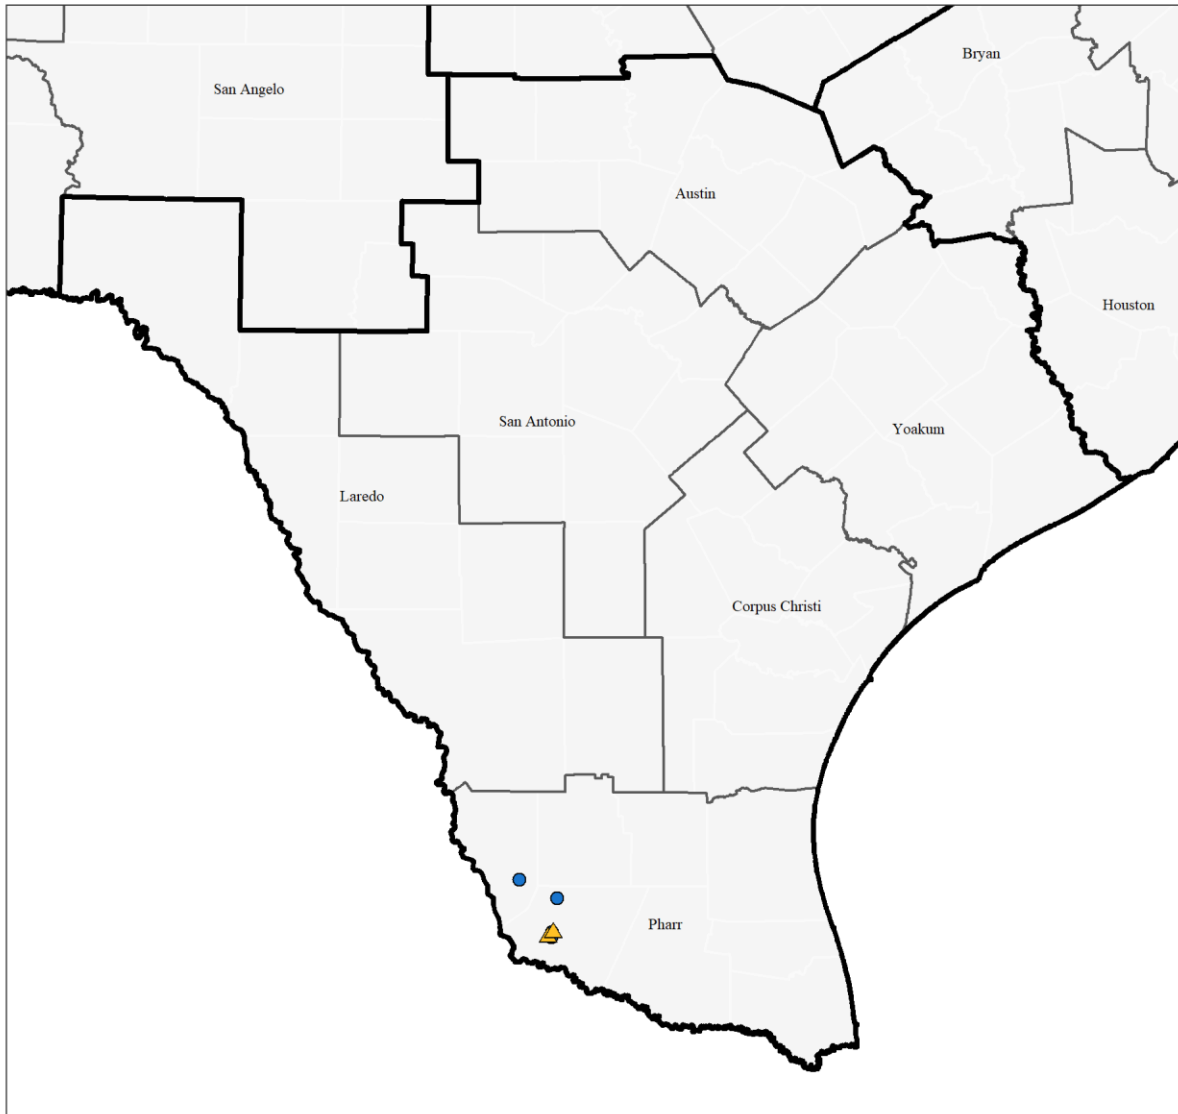 Bryan
San Angelo
Austin
Houston
San Antonio
Yoakum
Laredo
Corpus Christi
Pharr